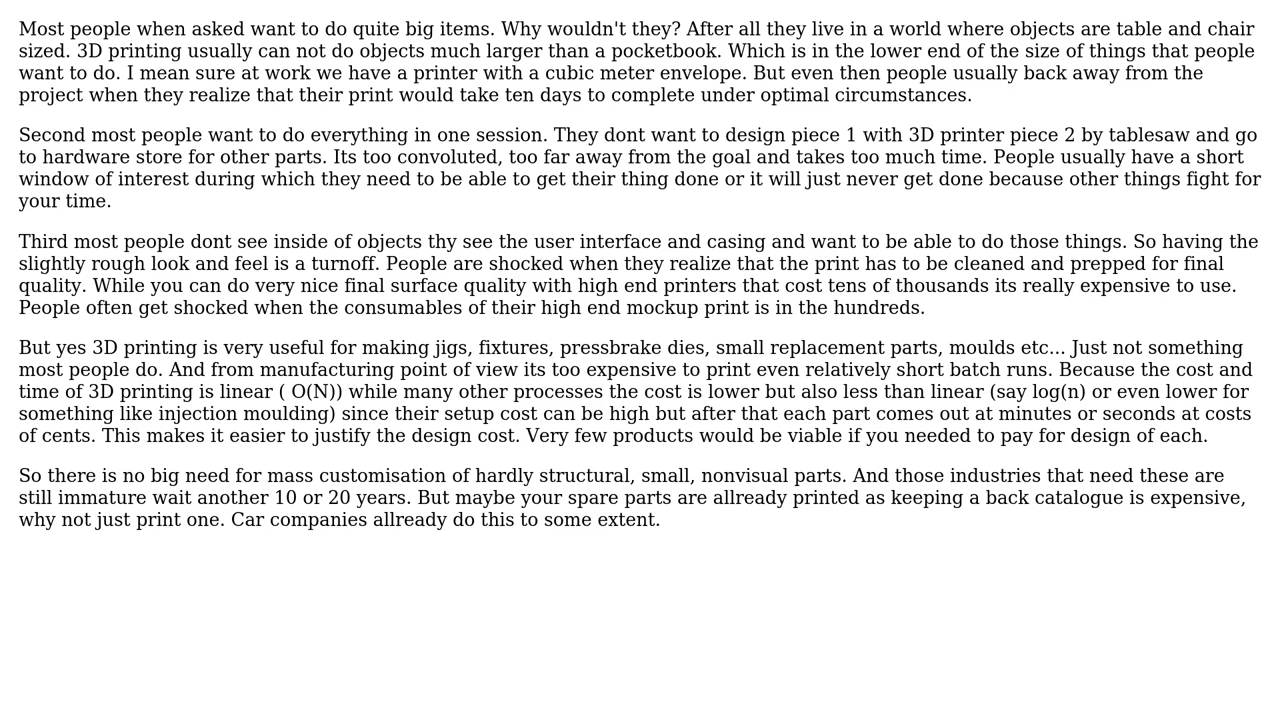 Most people when asked want to do quite big items. Why wouldn't they? After all they live in a world where objects are table and chair
sized. 3D printing usually can not do objects much larger than a pocketbook. Which is in the lower end of the size of things that people
want to do. I mean sure at work we have a printer with a cubic meter envelope. But even then people usually back away from the
project when they realize that their print would take ten days to complete under optimal circumstances.
Second most people want to do everything in one session. They dont want to design piece 1 with 3D printer piece 2 by tablesaw and go
to hardware store for other parts. Its too convoluted, too far away from the goal and takes too much time. People usually have a short
window of interest during which they need to be able to get their thing done or it will just never get done because other things fight for
your time.
Third most people dont see inside of objects thy see the user interface and casing and want to be able to do those things. So having the
slightly rough look and feel is a turnoff. People are shocked when they realize that the print has to be cleaned and prepped for final
quality. While you can do very nice final surface quality with high end printers that cost tens of thousands its really expensive to use.
People often get shocked when the consumables of their high end mockup print is in the hundreds.
But yes 3D printing is very useful for making jigs, fixtures, pressbrake dies, small replacement parts, moulds etc... Just not something
most people do. And from manufacturing point of view its too expensive to print even relatively short batch runs. Because the cost and
time of 3D printing is linear ( O(N)) while many other processes the cost is lower but also less than linear (say log(n) or even lower for
something like injection moulding) since their setup cost can be high but after that each part comes out at minutes or seconds at costs
of cents. This makes it easier to justify the design cost. Very few products would be viable if you needed to pay for design of each.
So there is no big need for mass customisation of hardly structural, small, nonvisual parts. And those industries that need these are
still immature wait another 10 or 20 years. But maybe your spare parts are allready printed as keeping a back catalogue is expensive,
why not just print one. Car companies allready do this to some extent.